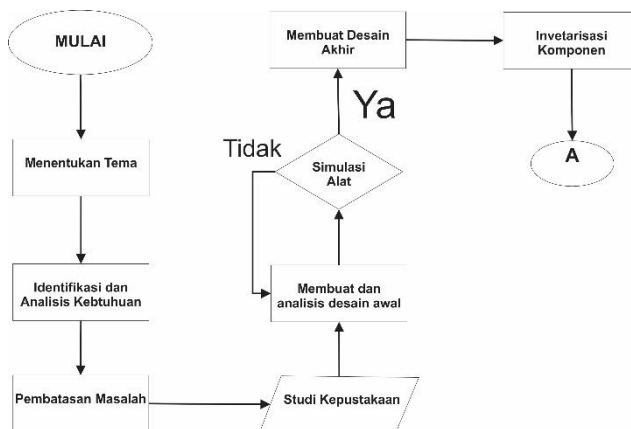 MULAI
Menentukan Tema
Identifikasi dan
Analisis Kebtuhuan
Pembatasan Masalah
Studi Kepustakaan
Membuat dan
analisis desain awal
Simulasi
Alat
Tidak
Ya
Membuat Desain
Akhir
Invetarisasi
Komponen
A